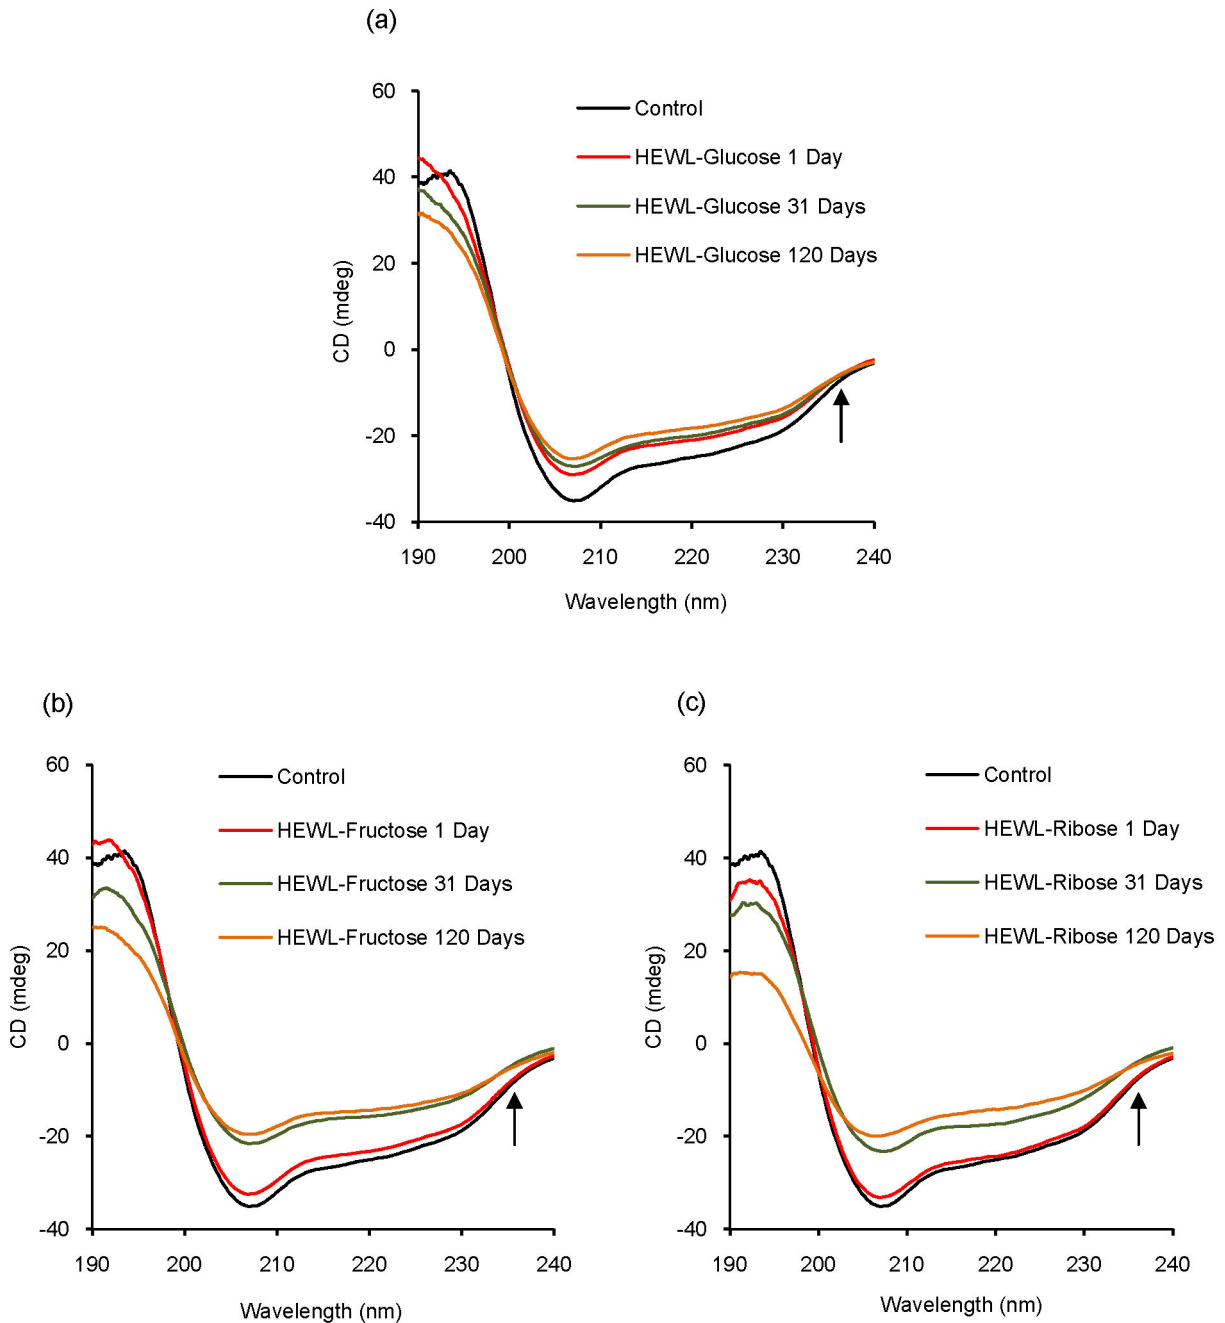 (a)
60
40
20
0
-20
-40
190 200 210 220 230 240
CD (mdeg)
Wavelength (nm)
Control
HEWL-Glucose 1 Day
HEWL-Glucose 31 Days
HEWL-Glucose 120 Days
(b)
60
40
20
0
-20
-40
190 200 210 220 230 240
CD (mdeg)
Wavelength (nm)
Control
HEWL-Fructose 1 Day
HEWL-Fructose 31 Days
HEWL-Fructose 120 Days
(c)
60
40
20
0
-20
-40
190 200 210 220 230 240
CD (mdeg)
Wavelength (nm)
Control
HEWL-Ribose 1 Day
HEWL-Ribose 31 Days
HEWL-Ribose 120 Days